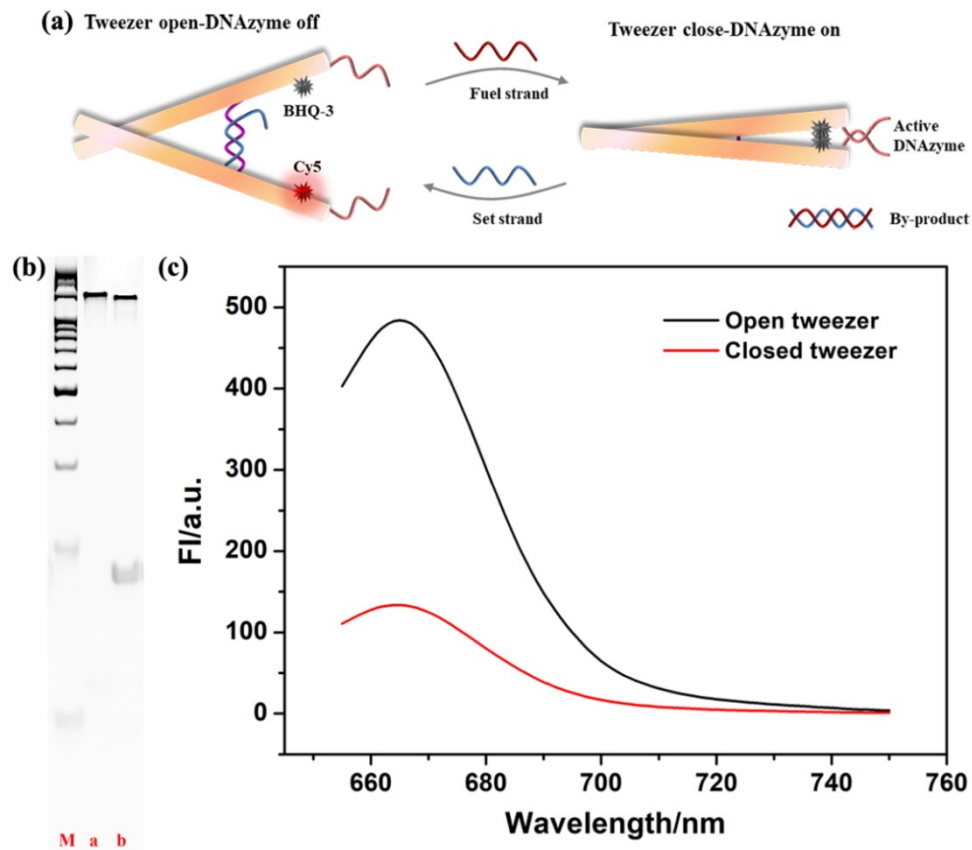 (a) Tweezer open-DNAzyme off
Tweezer close-DNAzyme on
BHQ-3
Cy5
Fuel strand
Set strand
Active
DNAzyme
By-product
(b)
M a b
(c)
Open tweezer
Closed tweezer
500
400
300
200
100
0
FI/a.u.
660 680 700 720 740 760
Wavelength/nm